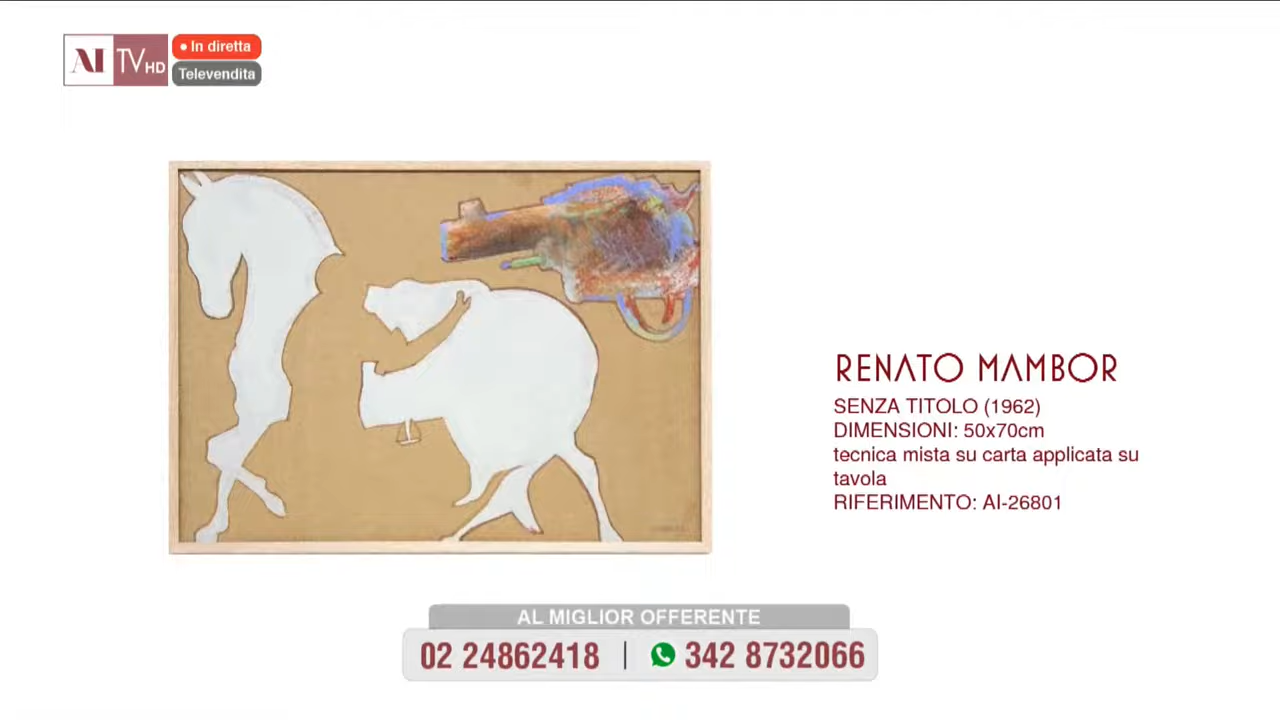 AI TV HD
• In diretta
Televendita
RENATO MAMBOR
SENZA TITOLO (1962)
DIMENSIONI: 50x70cm
tecnica mista su carta applicata su
tavola
RIFERIMENTO: AI-26801
AL MIGLIOR OFFERENTE
02 24862418 | 342 8732066